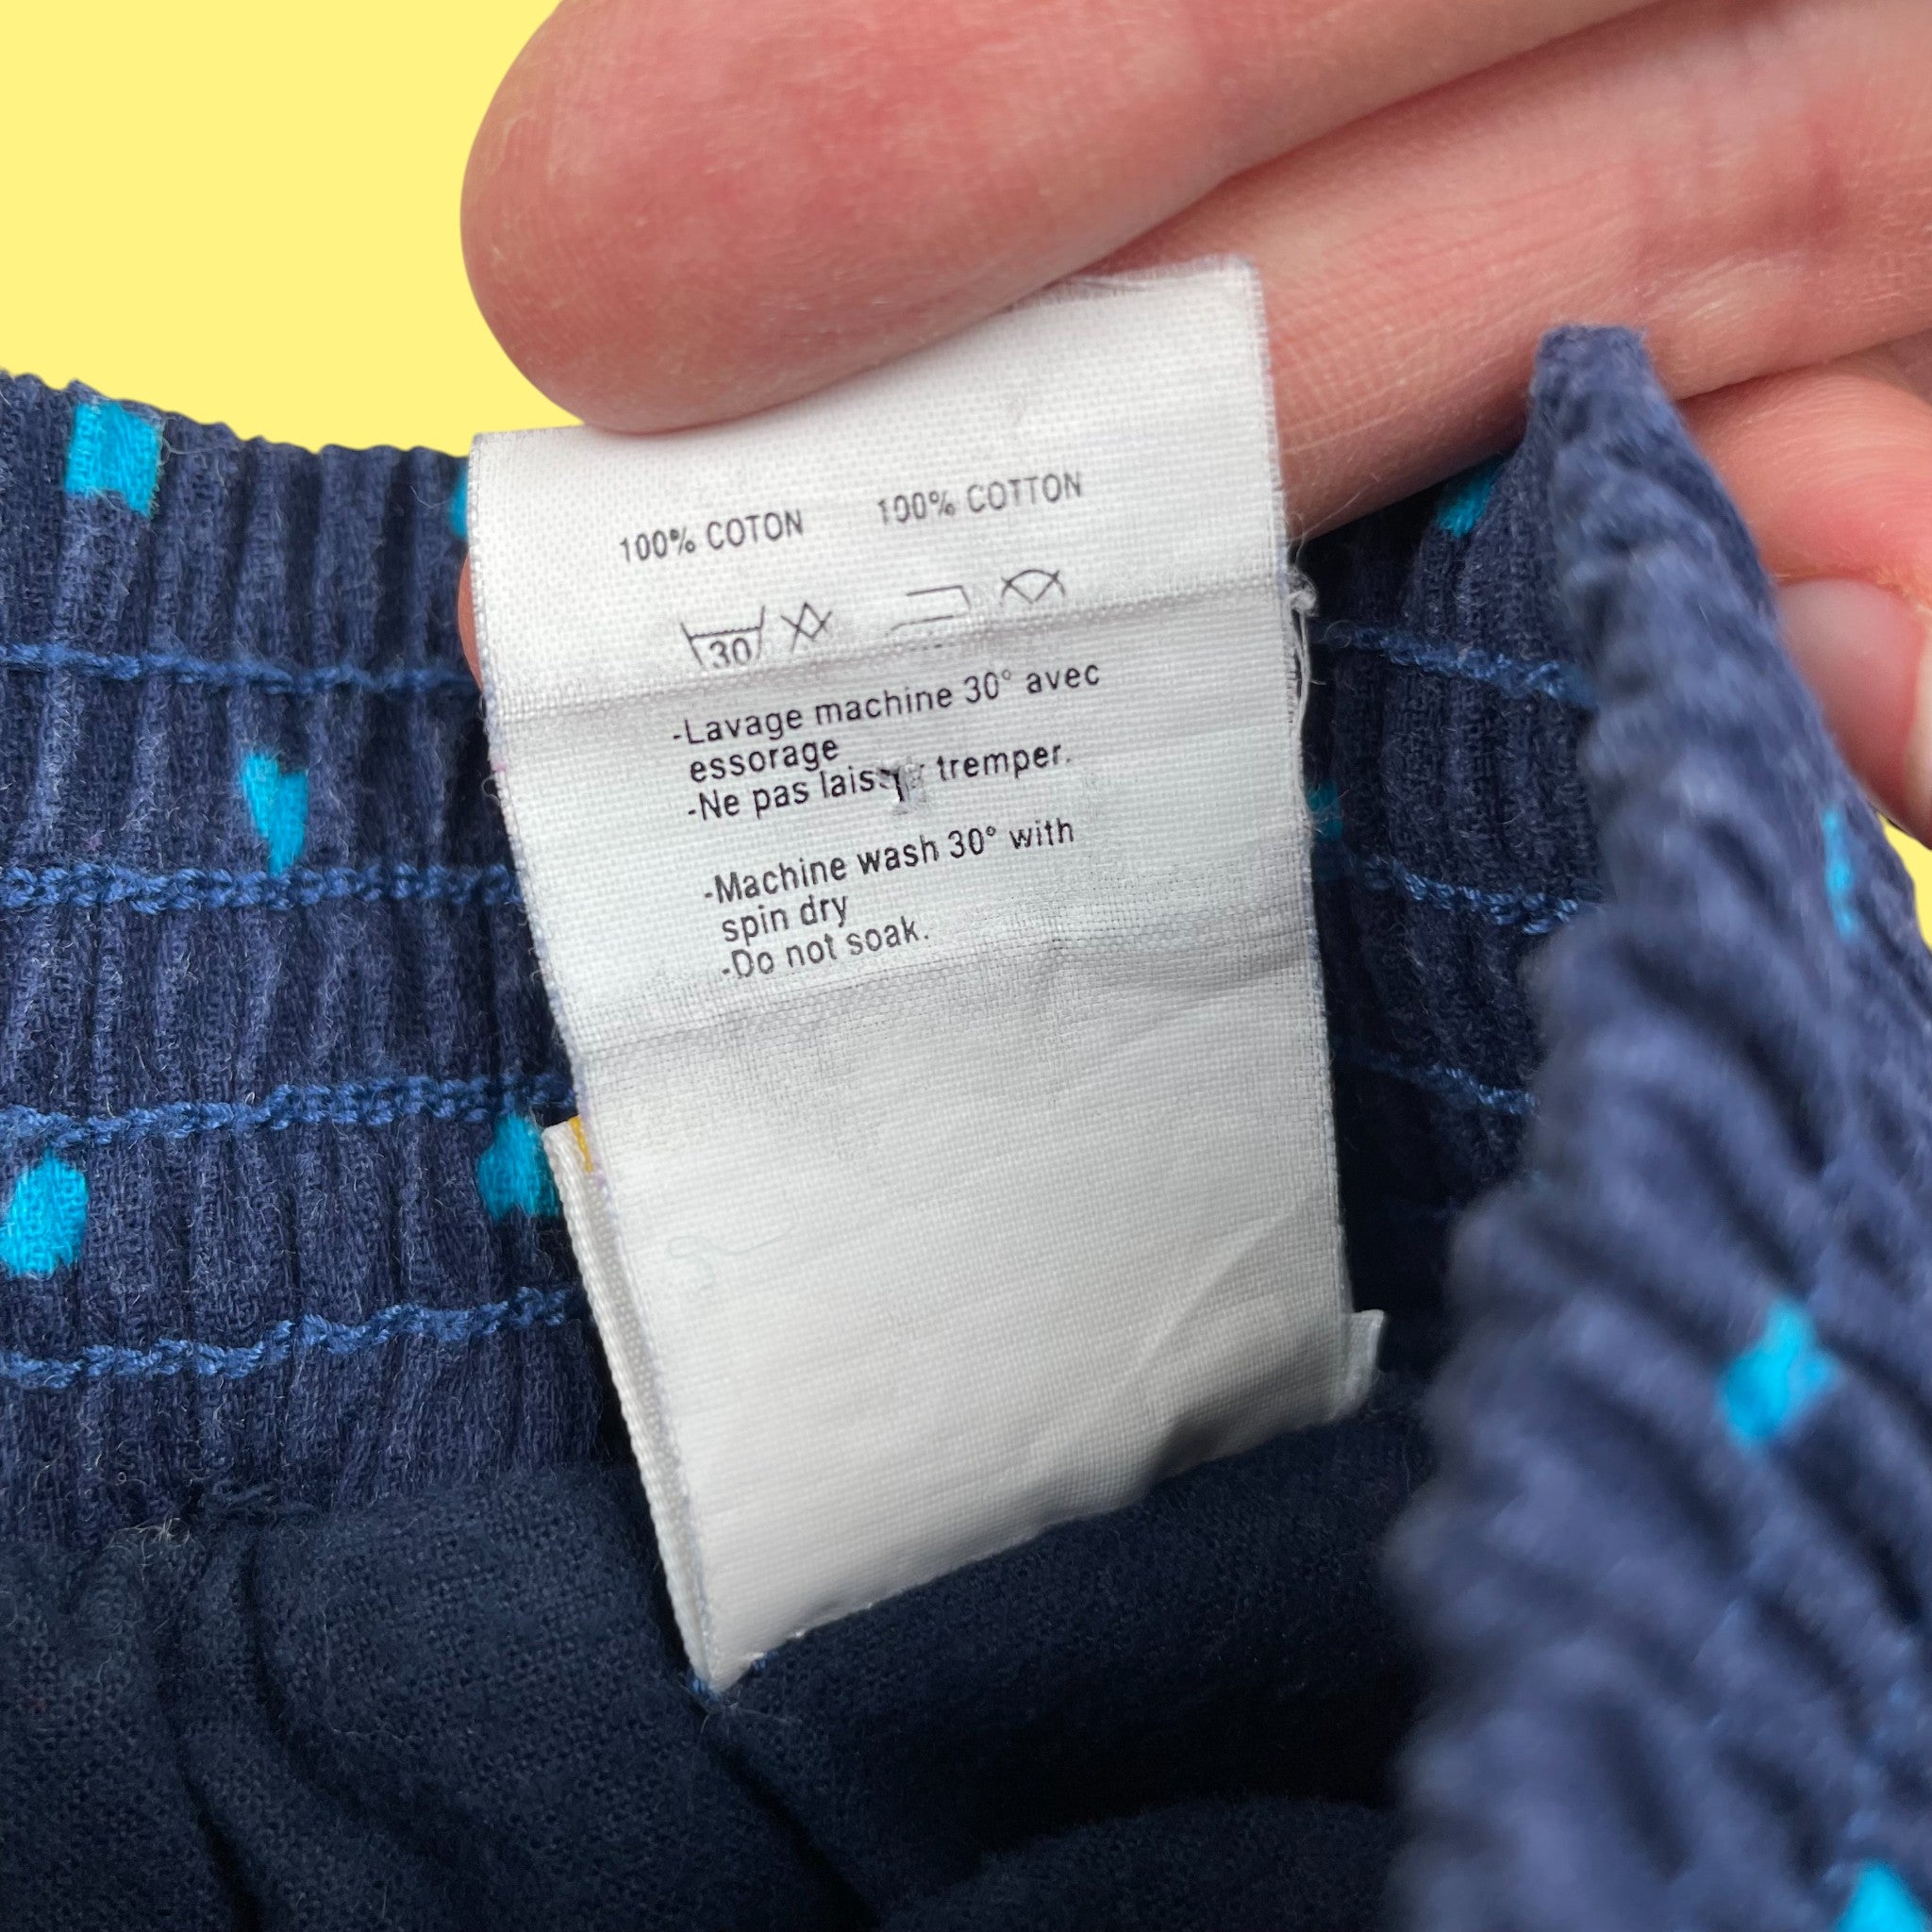 100% COTON 100% COTTON
30
-Lavage machine 30° avec
essorage
-Ne pas tremper.
-Machine wash 30° with
spin dry
-Do not soak.